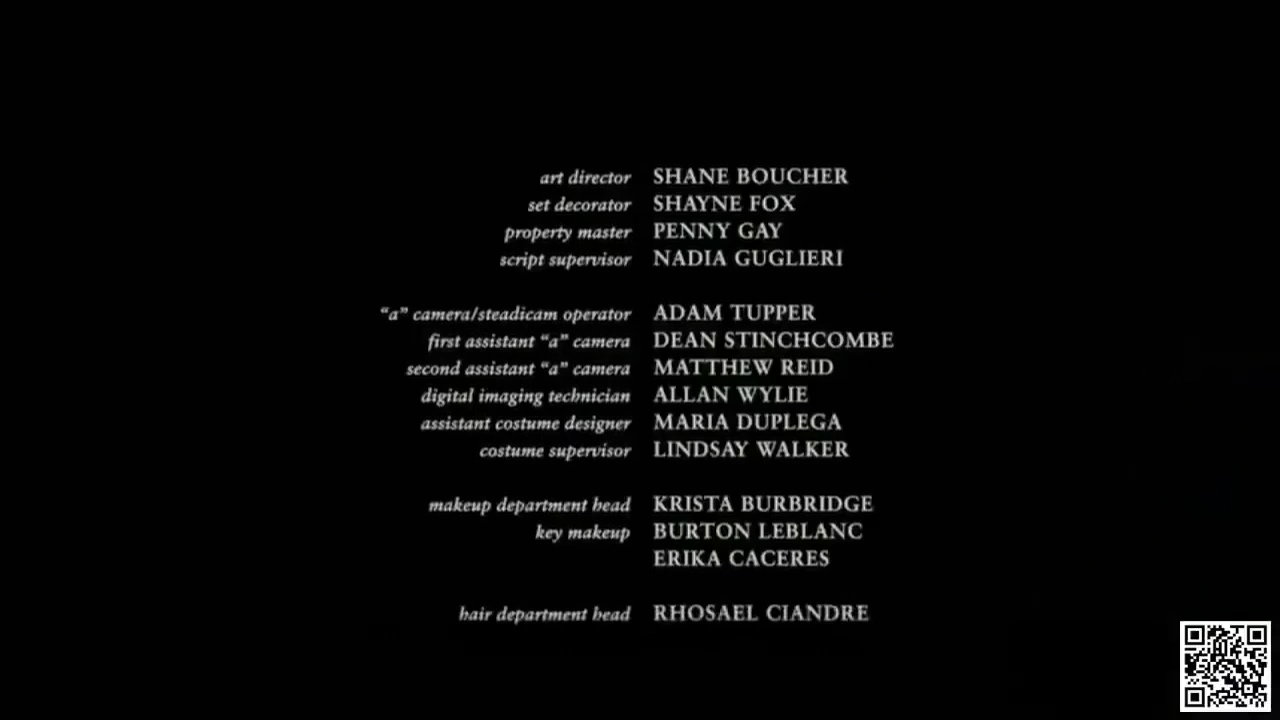 art director SHANE BOUCHER
set decorator SHAYNE FOX
property master PENNY GAY
script supervisor NADIA GUGLIERI
“a” camera/steadicam operator ADAM TUPPER
first assistant “a” camera DEAN STINCHCOMBE
second assistant “a” camera MATTHEW REID
digital imaging technician ALLAN WYLIE
assistant costume designer MARIA DUPLEGA
costume supervisor LINDSAY WALKER
makeup department head KRISTA BURBRIDGE
key makeup BURTON LEBLANC
ERIKA CACERES
hair department head RHOSAEL CIANDRE